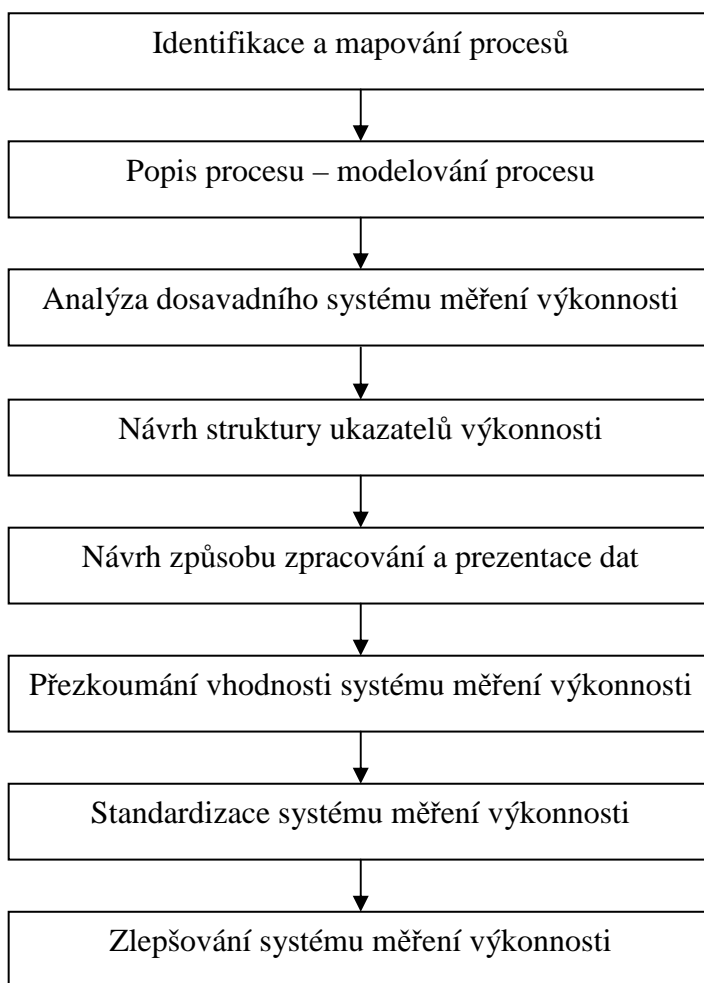 Identifikace a mapování procesů
Popis procesu – modelování procesu
Analýza dosavadního systému měření výkonnosti
Návrh struktury ukazatelů výkonnosti
Návrh způsobu zpracování a prezentace dat
Přezkoumání vhodnosti systému měření výkonnosti
Standardizace systému měření výkonnosti
Zlepšování systému měření výkonnosti